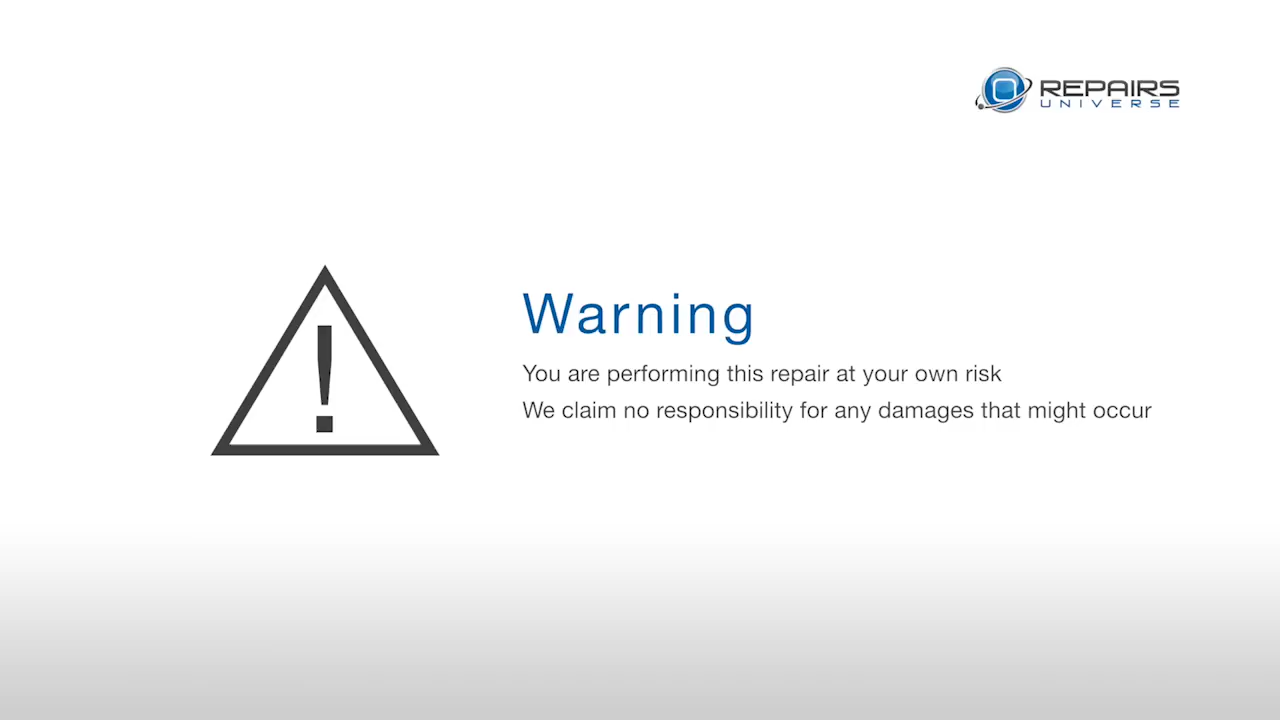 REPAIRS
UNIVERSE
Warning
You are performing this repair at your own risk
We claim no responsibility for any damages that might occur